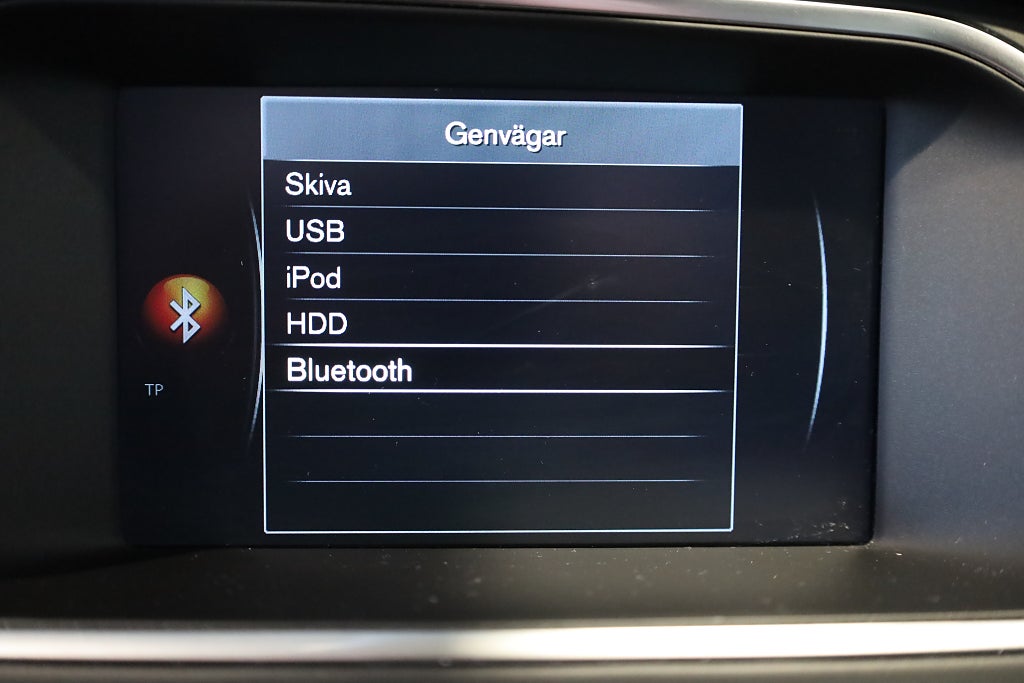 Genvägar
Skiva
USB
iPod
HDD
Bluetooth
TP